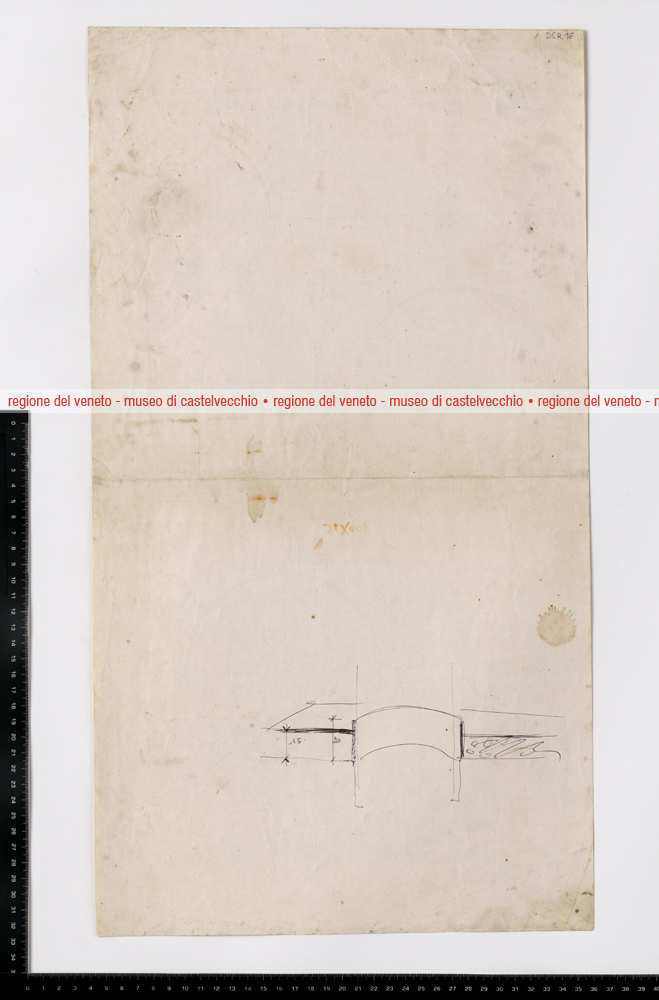 DSR 16
regione del veneto - museo di castelvecchio • regione del veneto - museo di castelvecchio • regione del veneto -
15
30
0 1 2 3 4 5 6 7 8 9 10 11 12 13 14 15 16 17 18 19 20 21 22 23 24 25 26 27 28 29 30 31 32 33 34
0 1 2 3 4 5 6 7 8 9 10 11 12 13 14 15 16 17 18 19 20 21 22 23 24 25 26 27 28 29 30 31 32 33 34 35 36 37 38 39